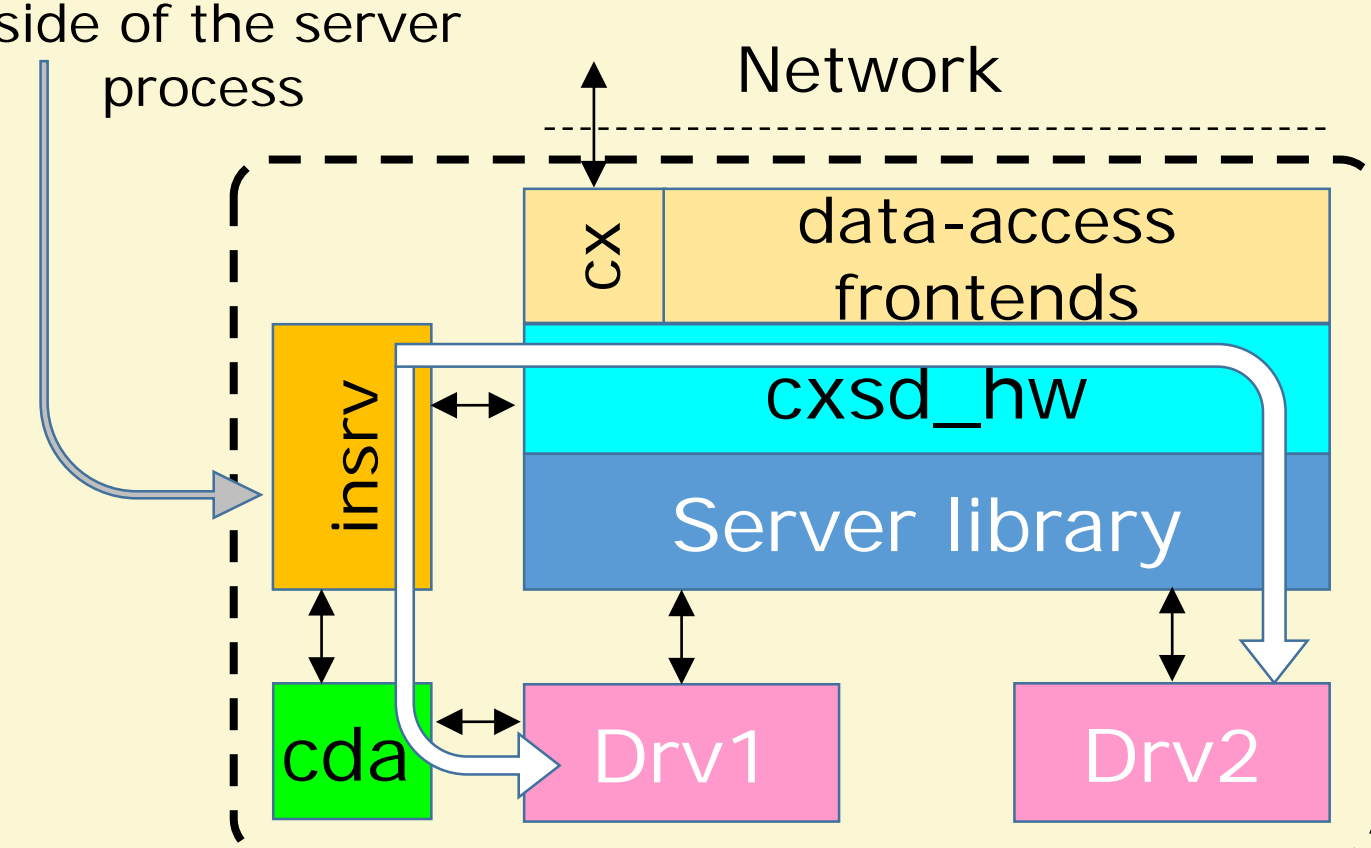 side of the server
process
Network
cx
data-access
frontends
insrv
cxsd_hw
Server library
cda
Drv1
Drv2